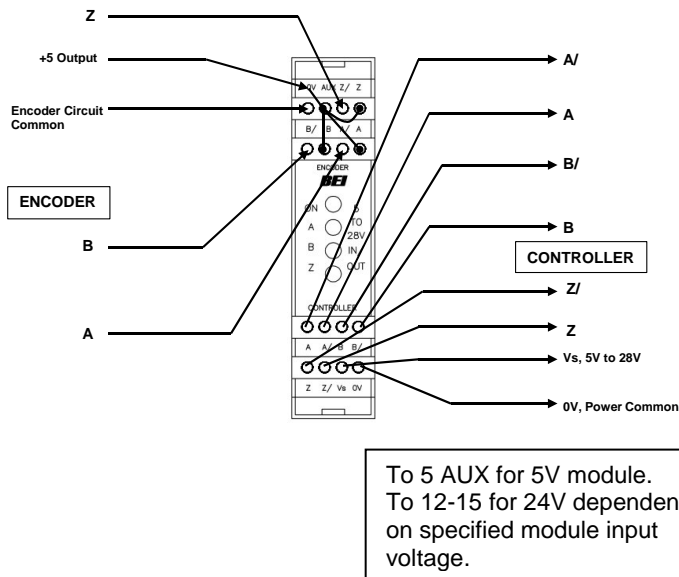 Z
+5 Output
Encoder Circuit
Common
ENCODER
B
A
0V AUX Z/ Z
B/ B A/ A
ENCODER
BEI
ON 5
A TO
28V
B IN
Z OUT
CONTROLLER
A A/ B B/
Z Z/ Vs 0V
A/
A
B/
B
CONTROLLER
Z/
Z
Vs, 5V to 28V
0V, Power Common
To 5 AUX for 5V module.
To 12-15 for 24V dependen
on specified module input
voltage.